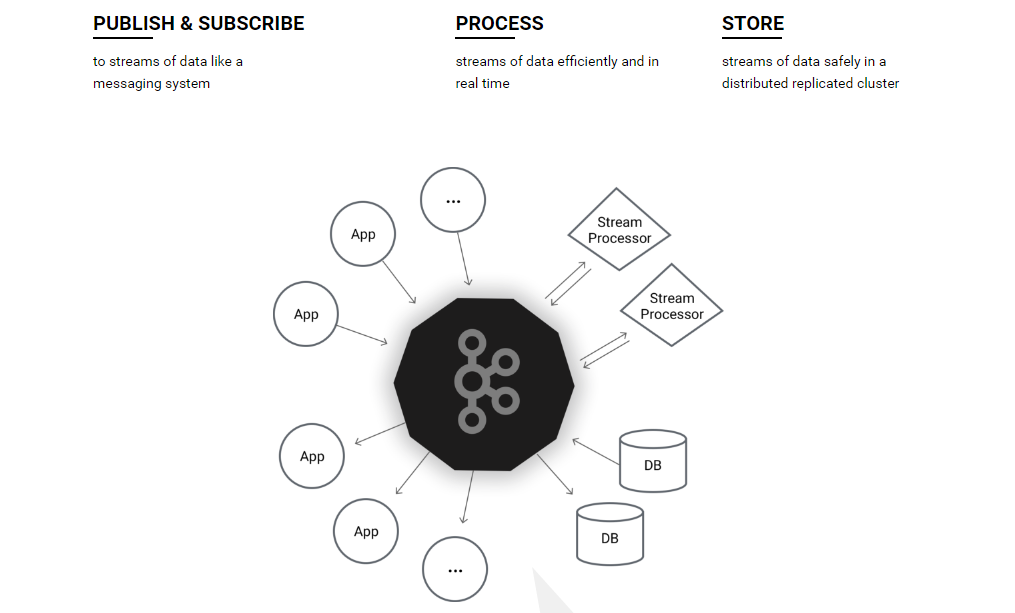 PUBLISH & SUBSCRIBE
to streams of data like a
messaging system
PROCESS
streams of data efficiently and in
real time
STORE
streams of data safely in a
distributed replicated cluster
...
App
App
Stream
Processor
Stream
Processor
App
App
...
DB
DB